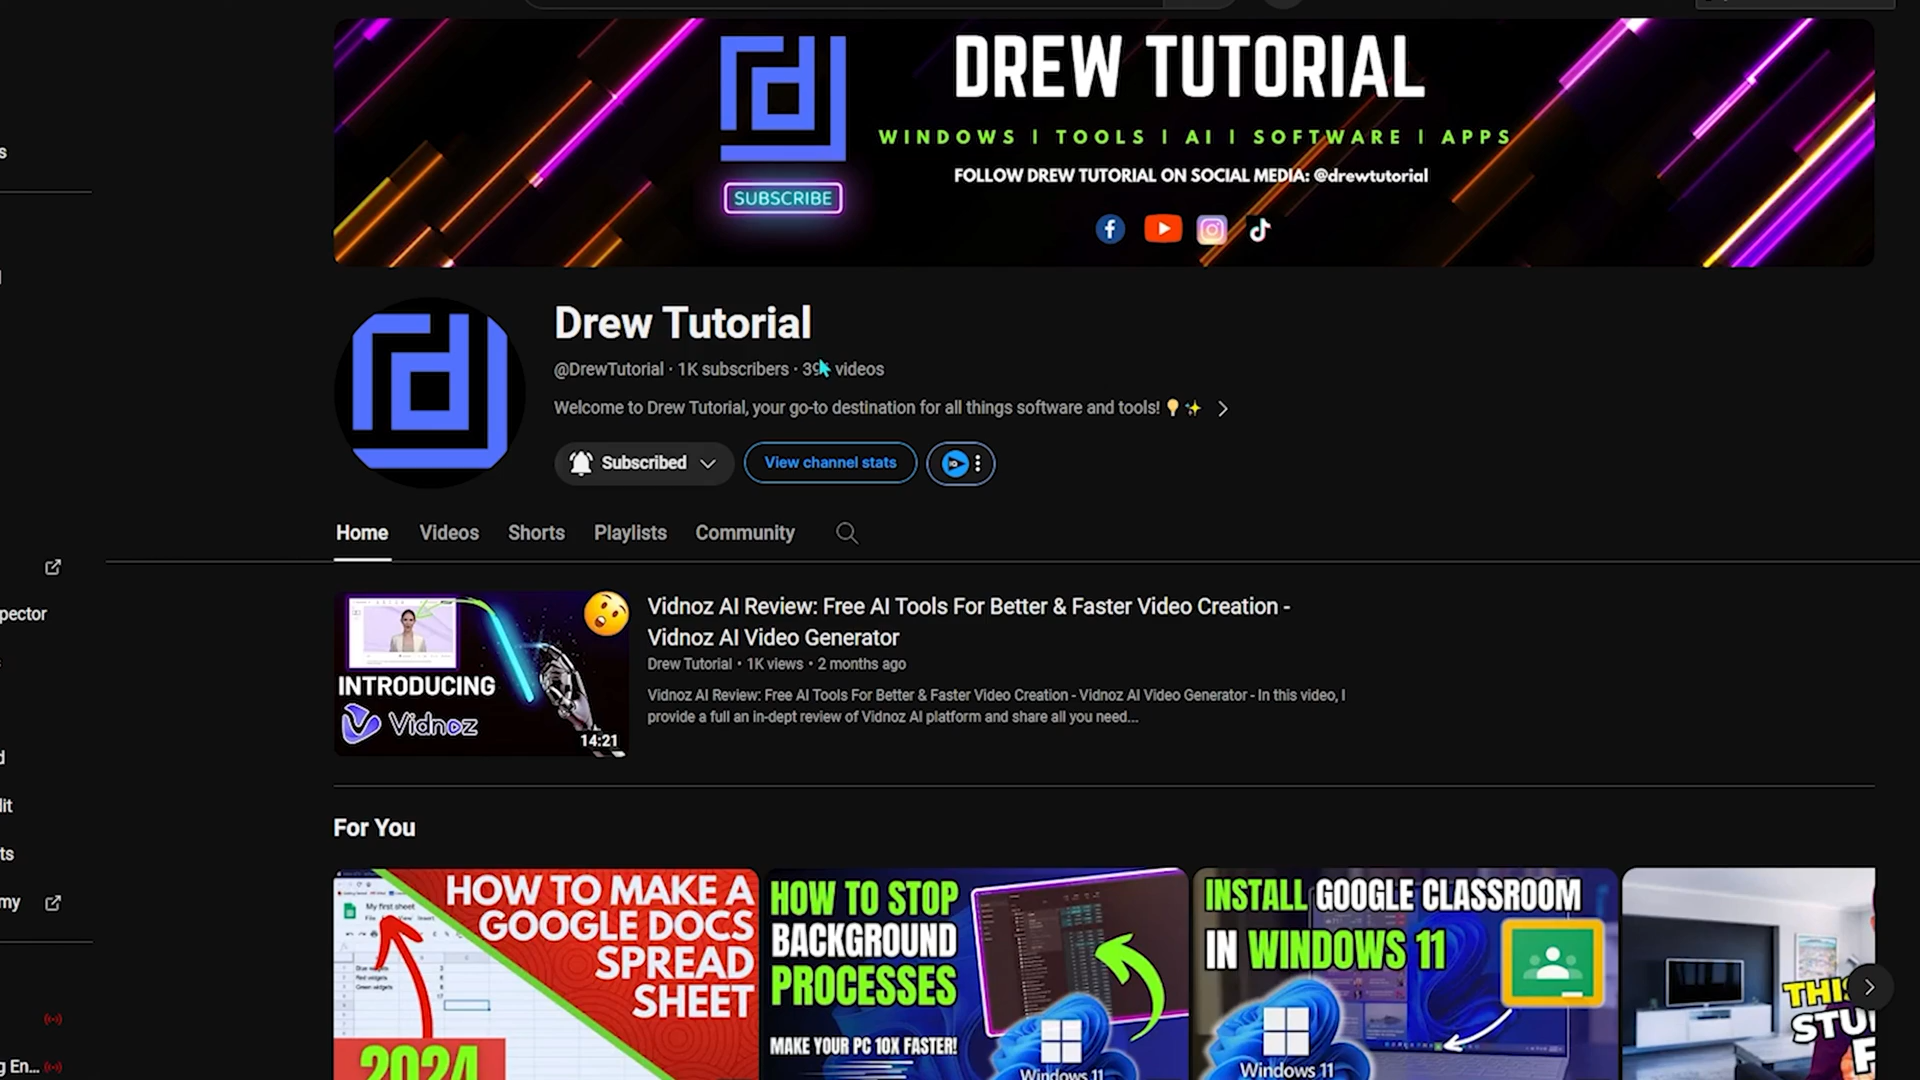 DREW TUTORIAL
WINDOWS | TOOLS | AI | SOFTWARE | APPS
FOLLOW DREW TUTORIAL ON SOCIAL MEDIA: @drewtutorial
SUBSCRIBE
Drew Tutorial
@DrewTutorial · 1K subscribers · videos
Welcome to Drew Tutorial, your go-to destination for all things software and tools! 💡✨
Subscribed
View channel stats
Home Videos Shorts Playlists Community
pector
lit
ts
my
g En...
INTRODUCING
Vidnoz
14:21
Vidnoz AI Review: Free AI Tools For Better & Faster Video Creation -
Vidnoz AI Video Generator
Drew Tutorial • 1K views • 2 months ago
Vidnoz AI Review: Free AI Tools For Better & Faster Video Creation - Vidnoz AI Video Generator - In this video, I
provide a full an in-dept review of Vidnoz AI platform and share all you need...
For You
My first sheet
HOW TO MAKE A
GOOGLE DOCS
SPREAD
SHEET
2024
HOW TO STOP
BACKGROUND
PROCESSES
MAKE YOUR PC 10X FASTER!
Windows 11
INSTALL GOOGLE CLASSROOM
IN WINDOWS 11
Windows 11
THIS
STU
F